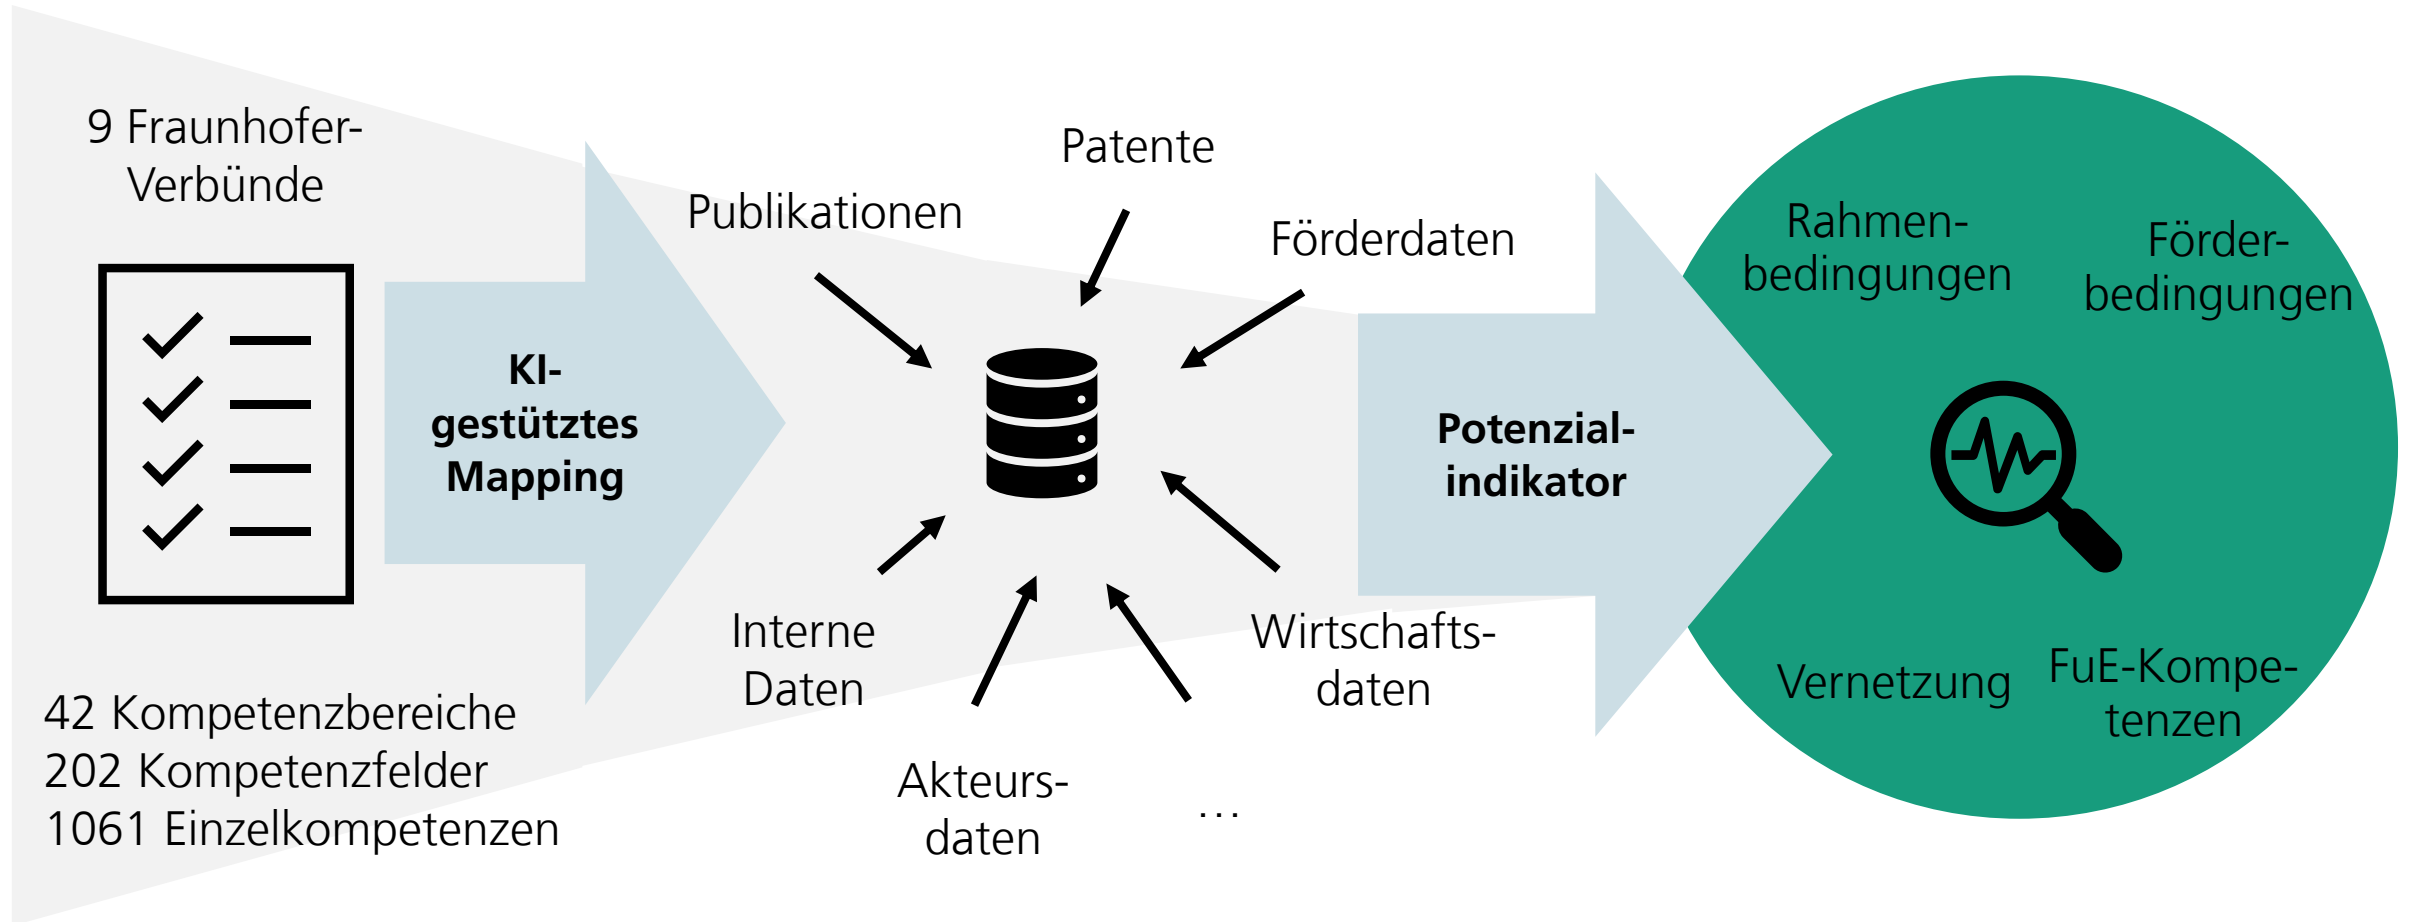 9 Fraunhofer-
Verbünde
42 Kompetenzbereiche
202 Kompetenzfelder
1061 Einzelkompetenzen
KI-
gestütztes
Mapping
Publikationen
Patente
Förderdaten
Interne
Daten
Akteurs-
daten
...
Wirtschafts-
daten
Potenzial-
indikator
Rahmen-
bedingungen
Förder-
bedingungen
Vernetzung
FuE-Kompe-
tenzen